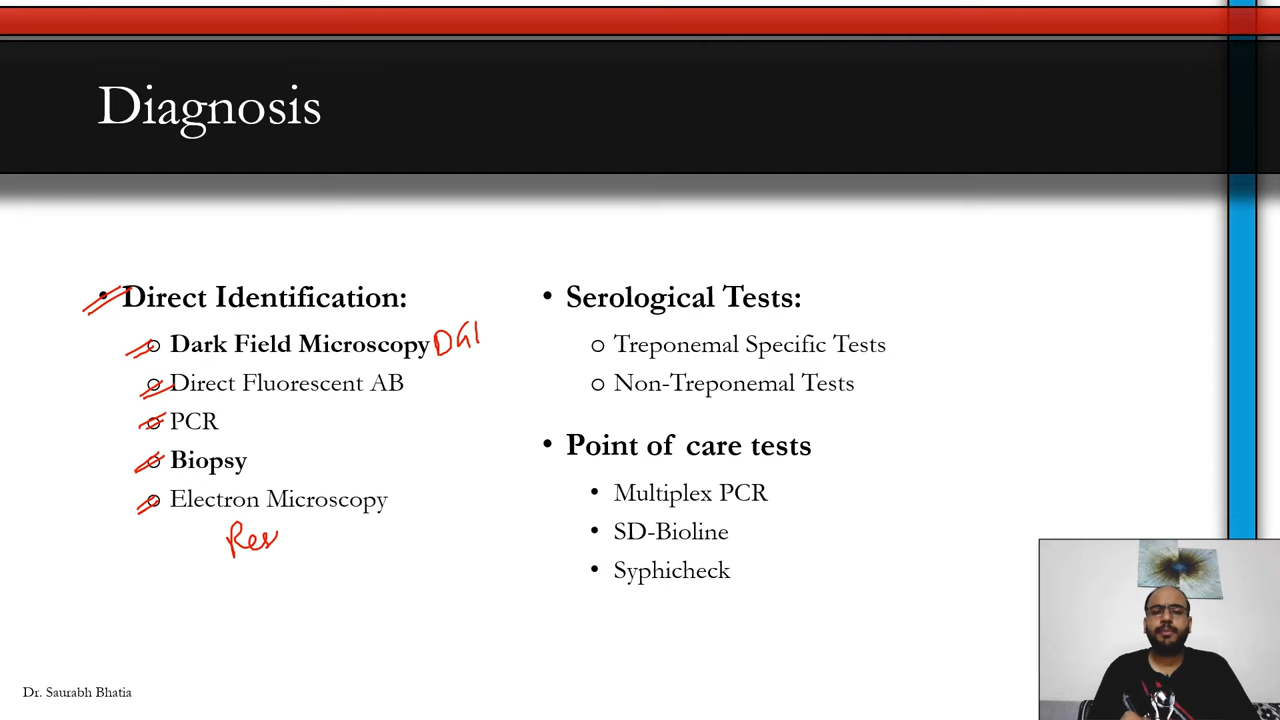 Diagnosis
• Direct Identification:
o Dark Field Microscopy DGI
o Direct Fluorescent AB
o PCR
o Biopsy
o Electron Microscopy
Res
• Serological Tests:
o Treponemal Specific Tests
o Non-Treponemal Tests
• Point of care tests
• Multiplex PCR
• SD-Bioline
• Syphicheck
Dr. Saurabh Bhatia